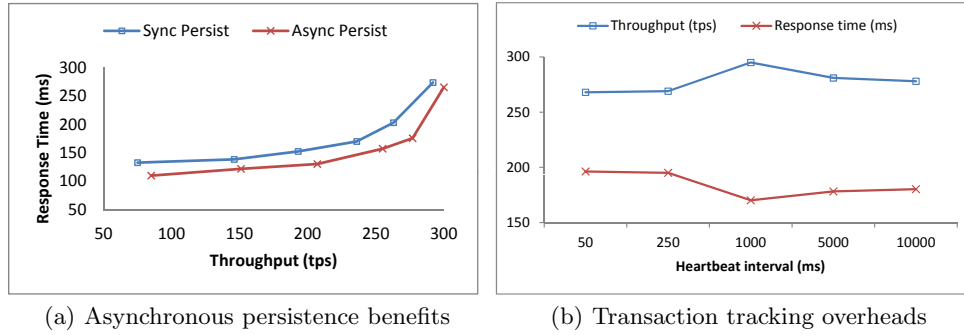 Sync Persist Async Persist
300
250
200
150
100
50
Response Time (ms)
50 100 150 200 250 300
Throughput (tps)
(a) Asynchronous persistence benefits
Throughput (tps) Response time (ms)
300
250
200
150
50 250 1000 5000 10000
Heartbeat interval (ms)
(b) Transaction tracking overheads